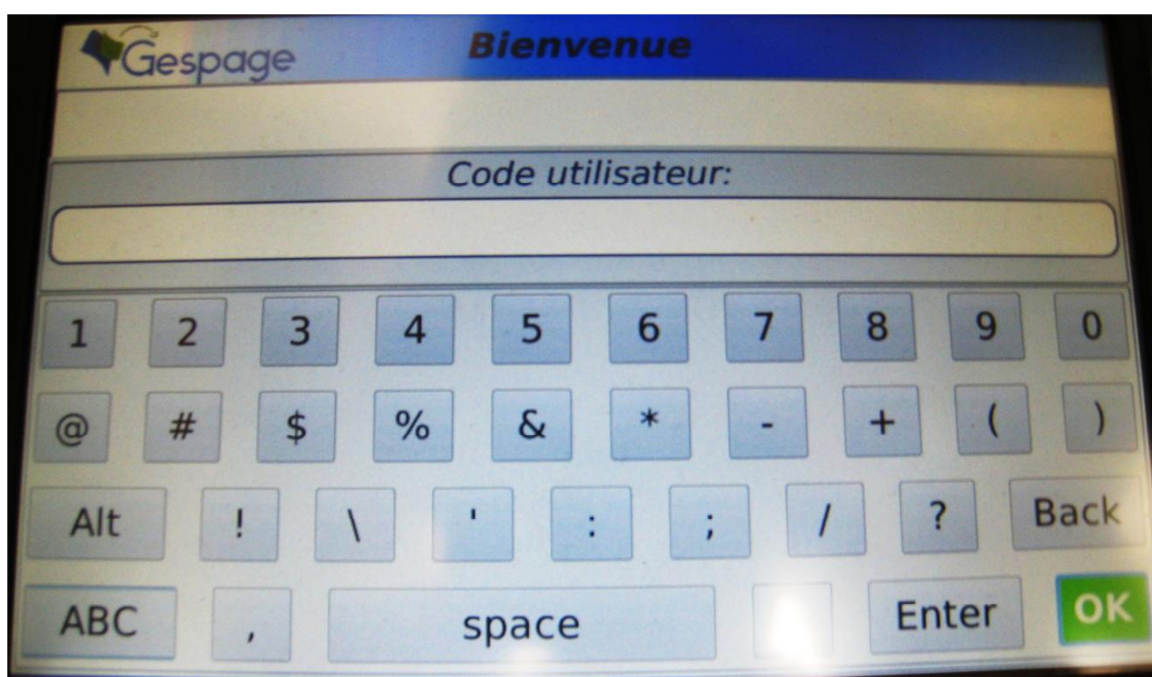 Gespage Bienvenue
Code utilisateur:
1 2 3 4 5 6 7 8 9 0
@ # $ % & * - + ( )
Alt ! \ ' : ; / ? Back
ABC , space Enter OK